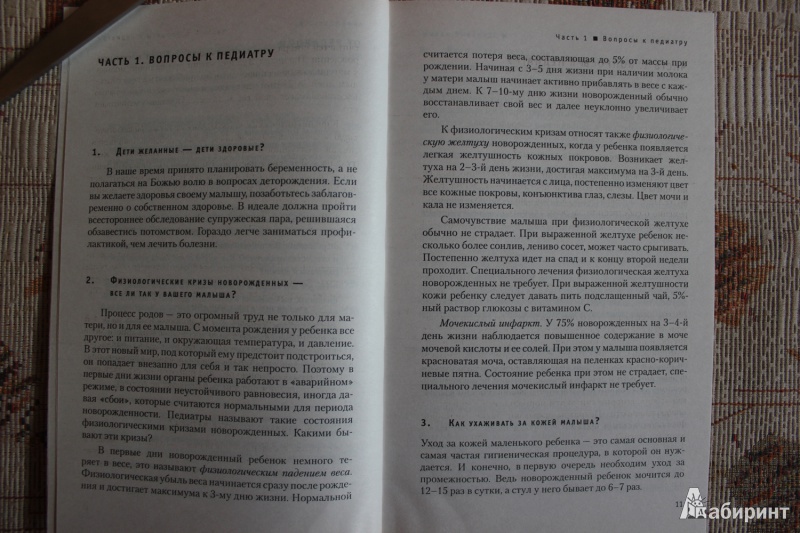 ЧАСТЬ 1. ВОПРОСЫ К ПЕДИАТРУ
1. Дети желанные — дети здоровые?
В наше время принято планировать беременность, а не
полагаться на Божью волю в вопросах деторождения. Если
вы желаете здоровья своему малышу, позаботьтесь заблаго-
временно о собственном здоровье. В идеале должна пройти
всестороннее обследование супружеская пара, решившаяся
обзавестись потомством. Гораздо легче заниматься профи-
лактикой, чем лечить болезни.
2. Физиологические кризы новорожденных —
все ли так у вашего малыша?
Процесс родов — это огромный труд не только для ма-
тери, но и для ее малыша. С момента рождения у ребенка все
другое: и питание, и окружающая температура, и давление.
В этот новый мир, под который ему предстоит подстроиться,
он попадает внезапно для себя и так непросто. Поэтому в
первые дни жизни органы ребенка работают в «аварийном»
режиме, в состоянии неустойчивого равновесия, иногда да-
вая «сбои», которые считаются нормальными для периода
новорожденности. Педиатры называют такие состояния
физиологическими кризами новорожденных. Какими бы-
вают эти кризы?
В первые дни новорожденный ребенок немного те-
ряет в весе, это называют физиологическим падением веса.
Физиологическая убыль веса начинается сразу после рожде-
ния и достигает максимума к 3-му дню жизни. Нормальной
Часть 1 ■ Вопросы к педиатру
считается потеря веса, составляющая до 5% от массы при
рождении. Начиная с 3–5 дня жизни при наличии молока
у матери малыш начинает активно прибавлять в весе с каж-
дым днем. К 7–10-му дню жизни новорожденный обычно
восстанавливает свой вес и далее неуклонно увеличивает
его.
К физиологическим кризам относят также физиологиче-
скую желтуху новорожденных, когда у ребенка появляется
легкая желтушность кожных покровов. Возникает жел-
туха на 2–3-й день жизни, достигая максимума на 3-й день.
Желтушность начинается с лица, постепенно изменяют цвет
все кожные покровы, конъюнктива глаз, слезы. Цвет мочи и
кала не изменяется.
Самочувствие малыша при физиологической желтухе
обычно не страдает. При выраженной желтухе ребенок не-
сколько более сонлив, лениво сосет, может часто срыгивать.
Постепенно желтуха идет на спад и к концу второй недели
проходит. Специального лечения физиологическая желтуха
новорожденных не требует. При выраженной желтушности
кожи ребенку следует давать пить подслащенный чай, 5%-
ный раствор глюкозы с витамином С.
Мочекислый инфаркт. У 75% новорожденных на 3–4-й
день жизни наблюдается повышенное содержание в моче
мочевой кислоты и ее солей. При этом у малыша появляется
красноватая моча, оставляющая на пеленках красно-корич-
невые пятна. Состояние ребенка при этом не страдает, спе-
циального лечения мочекислый инфаркт не требует.
3. Как ухаживать за кожей малыша?
Уход за кожей маленького ребенка — это самая основная и
самая частая гигиеническая процедура, в которой он нуж-
дается. И конечно, в первую очередь необходим уход за
промежностью. Ведь новорожденный ребенок мочится до
12–15 раз в сутки, а стул у него бывает до 6–7 раз.
11
Лабиринт